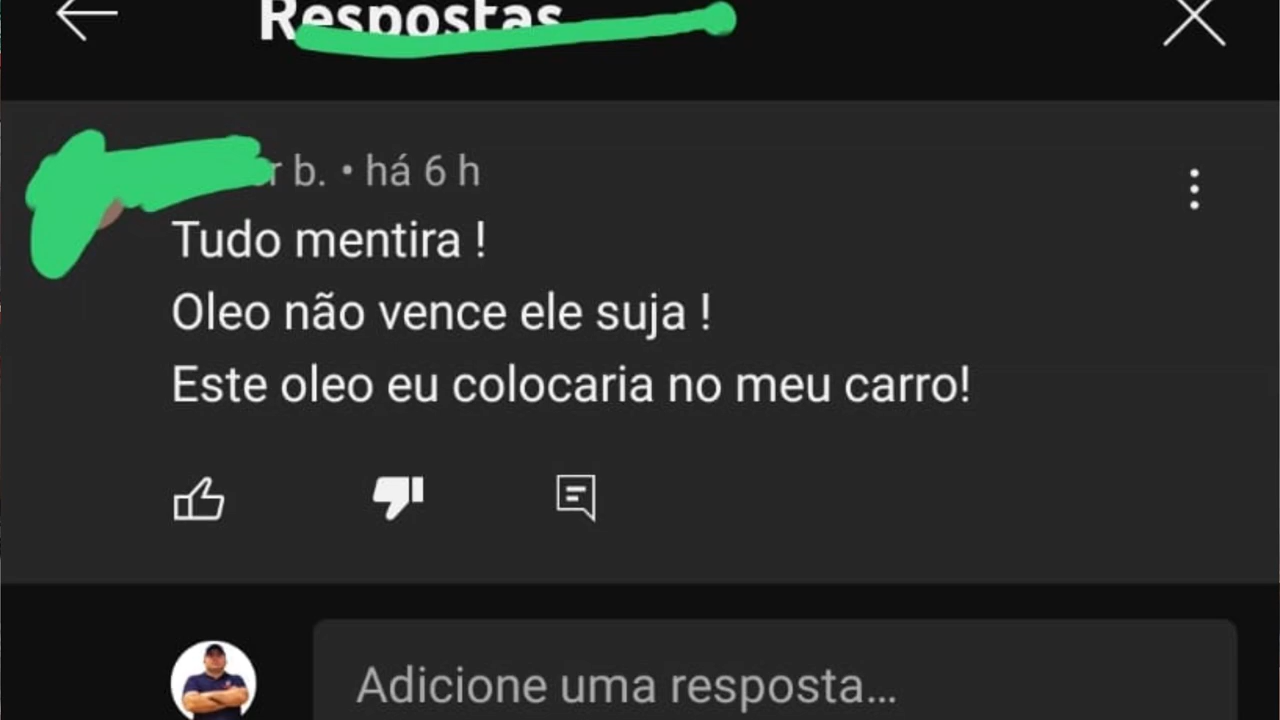 Respostas
r b. • há 6 h
Tudo mentira !
Oleo não vence ele suja !
Este oleo eu colocaria no meu carro!
Adicione uma resposta...